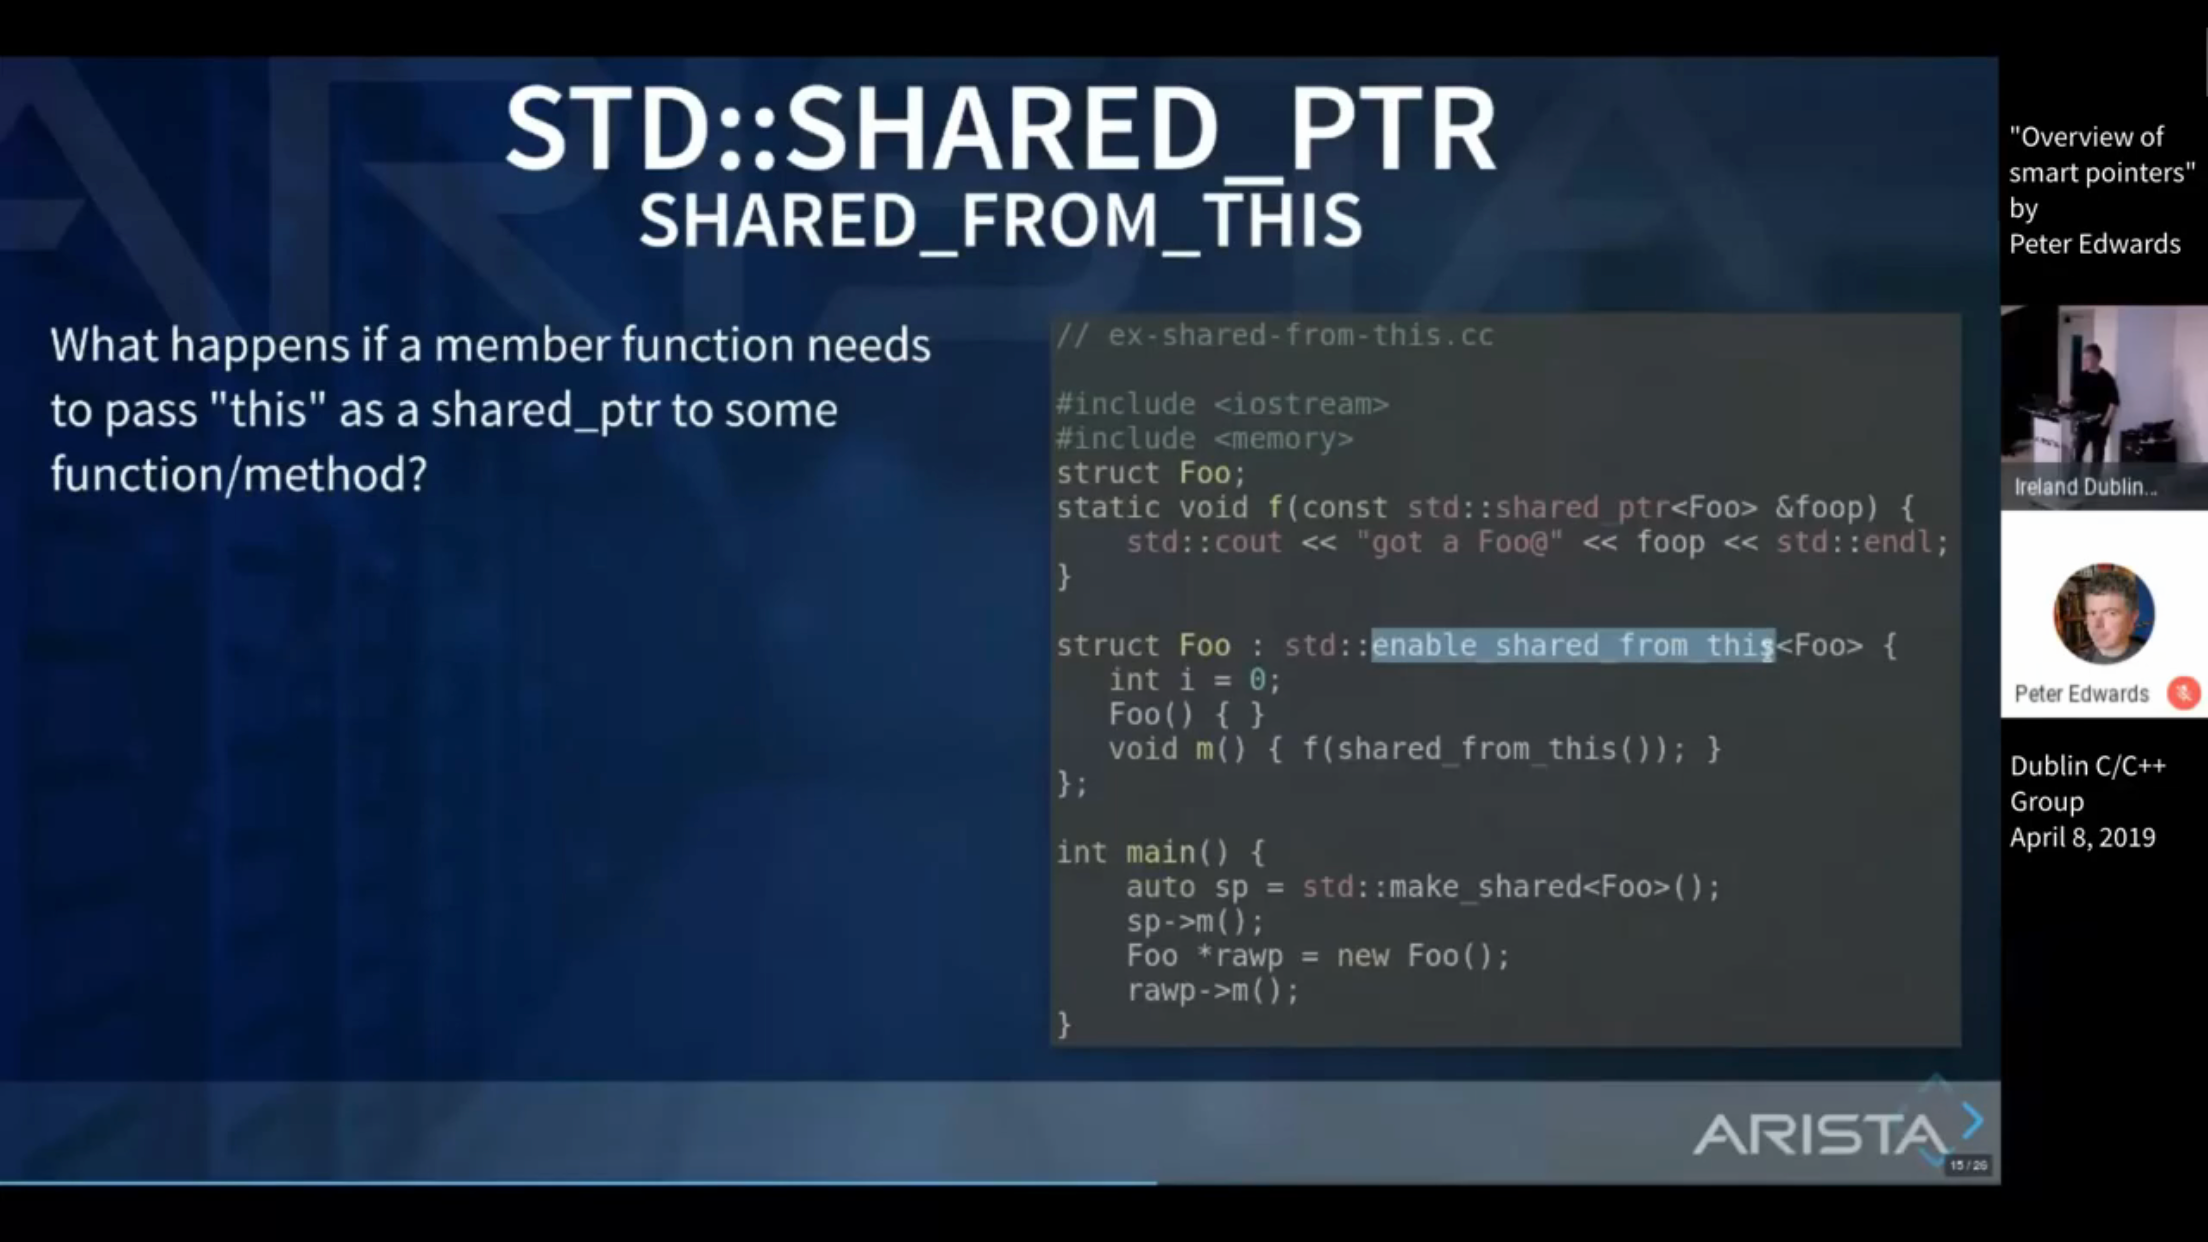 STD::SHARED_PTR
SHARED_FROM_THIS
What happens if a member function needs
to pass "this" as a shared_ptr to some
function/method?
// ex-shared-from-this.cc
#include <iostream>
#include <memory>
struct Foo;
static void f(const std::shared_ptr<Foo> &foop) {
    std::cout << "got a Foo@" << foop << std::endl;
}
struct Foo : std::enable_shared_from_this<Foo> {
   int i = 0;
   Foo() { }
   void m() { f(shared_from_this()); }
};
int main() {
    auto sp = std::make_shared<Foo>();
    sp->m();
    Foo *rawp = new Foo();
    rawp->m();
}
ARISTA
15 / 26
"Overview of
smart pointers"
by
Peter Edwards
ARISTA
Ireland Dublin...
Peter Edwards
Dublin C/C++
Group
April 8, 2019